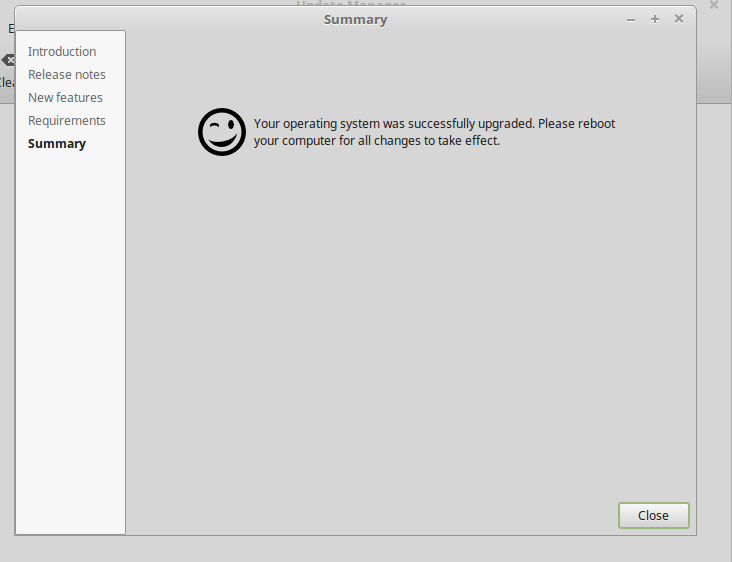 Update Manager
Summary
Introduction
Release notes
New features
Requirements
Summary
Your operating system was successfully upgraded. Please reboot
your computer for all changes to take effect.
Close